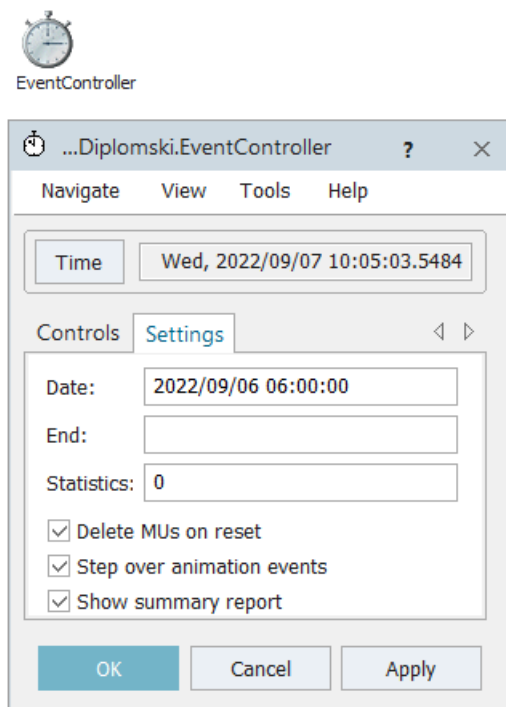 EventController
...Diplomski.EventController ?
Navigate View Tools Help
Time Wed, 2022/09/07 10:05:03.5484
Controls Settings
Date: 2022/09/06 06:00:00
End:
Statistics: 0
Delete MUs on reset
Step over animation events
Show summary report
OK Cancel Apply